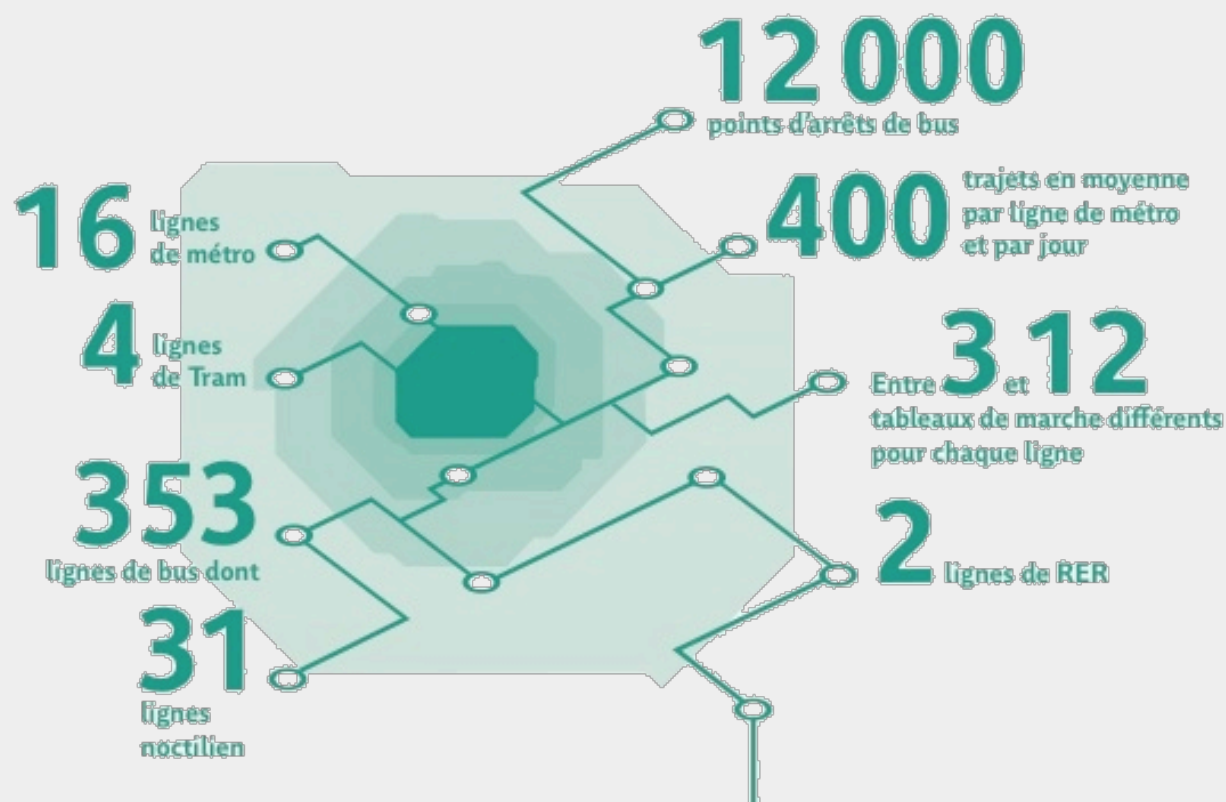 12 000
points d'arrêts de bus
400 trajets en moyenne
par ligne de métro
et par jour
16 lignes
de métro
4 lignes
de Tram
Entre 3 et 12
tableaux de marche différents
pour chaque ligne
353
lignes de bus dont
2 lignes de RER
31
lignes
noctilien